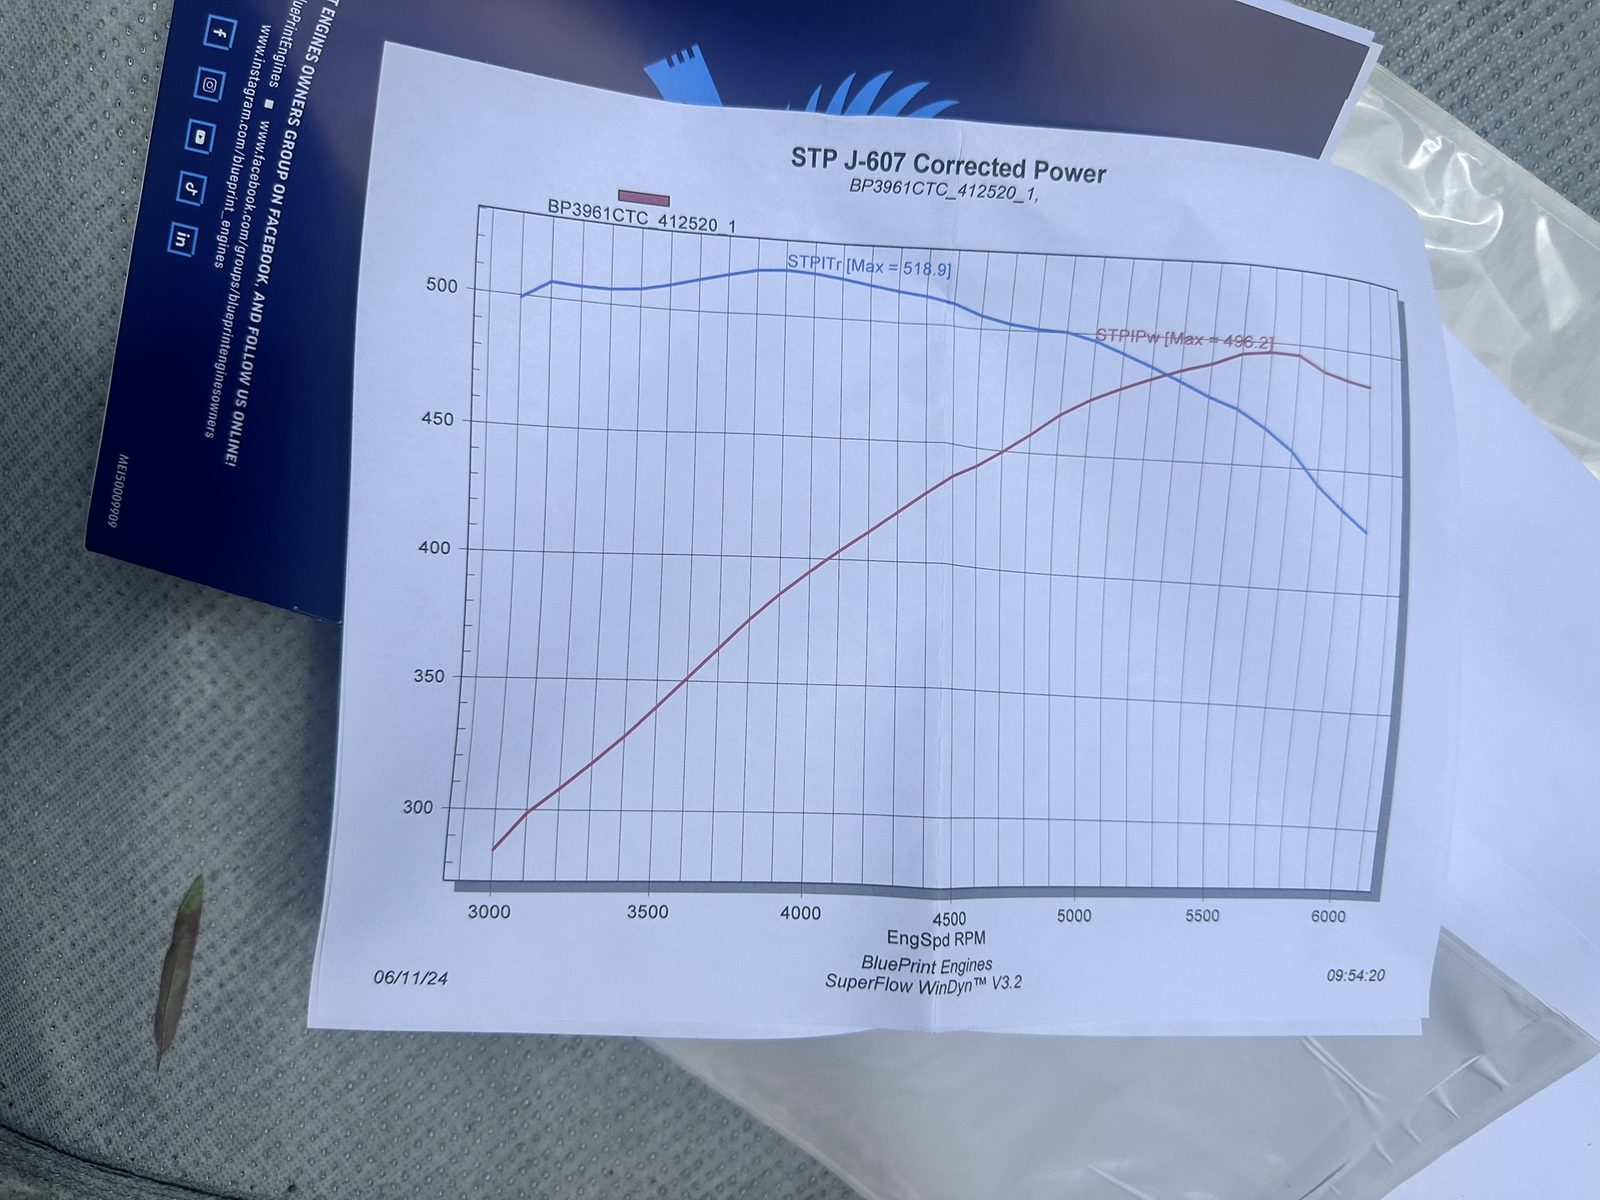 T ENGINES OWNERS GROUP ON FACEBOOK, AND FOLLOW US ONLINE!
www.facebook.com/groups/blueprintenginesowners
www.instagram.com/blueprint_engines
MEI50009909
STP J-607 Corrected Power
BP3961CTC_412520_1,
BP3961CTC_412520_1
STPITr [Max = 518.9]
STPIPw [Max = 496.2]
500
450
400
350
300
3000 3500 4000 4500 5000 5500 6000
EngSpd RPM
06/11/24
BluePrint Engines
SuperFlow WinDyn™ V3.2
09:54:20